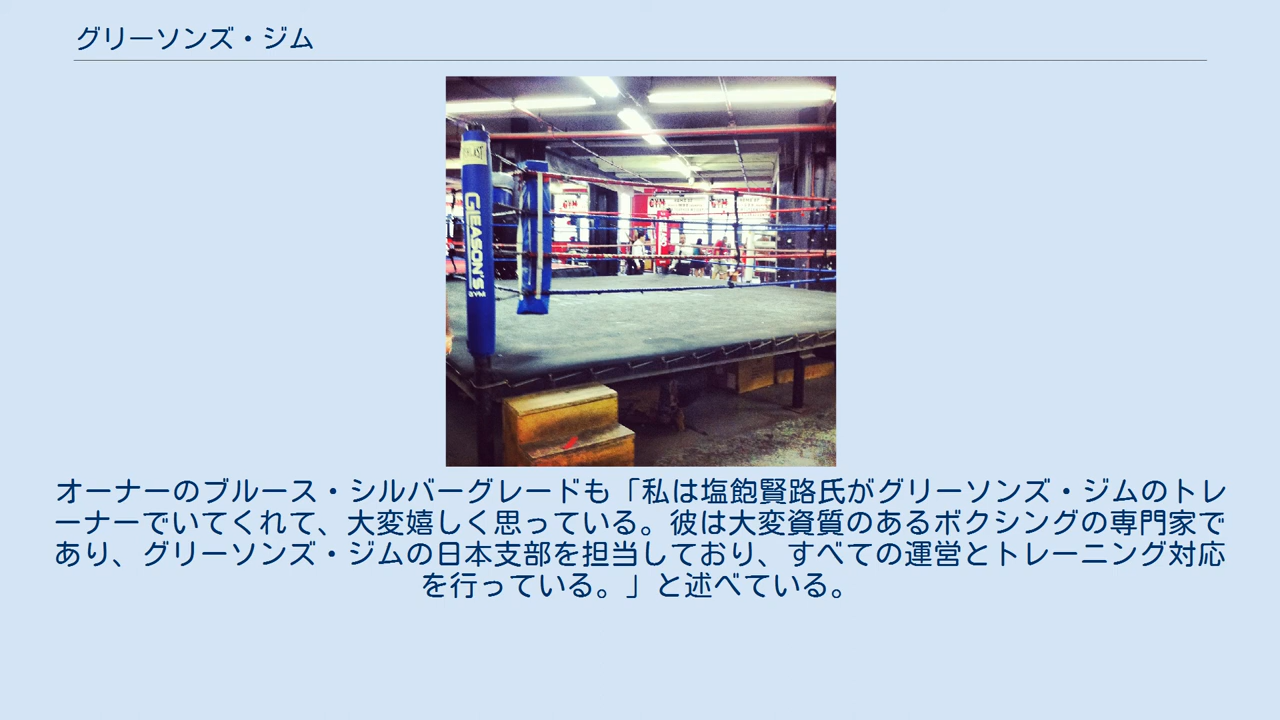 グリーソンズ・ジム
GLEASON'S
GYM
GYM
GYM
オーナーのブルース・シルバーグレードも「私は塩飽賢路氏がグリーソンズ・ジムのトレ
ーナーでいてくれて、大変嬉しく思っている。彼は大変資質のあるボクシングの専門家で
あり、グリーソンズ・ジムの日本支部を担当しており、すべての運営とトレーニング対応
を行っている。」と述べている。